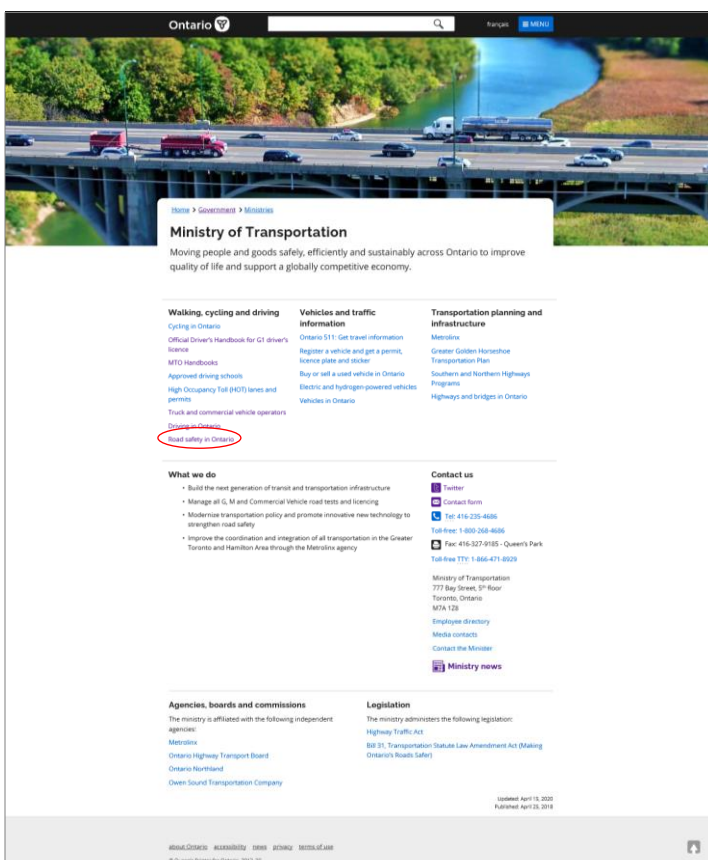 Ontario
français
MENU
Home > Government > Ministries
Ministry of Transportation
Moving people and goods safely, efficiently and sustainably across Ontario to improve
quality of life and support a globally competitive economy.
Walking, cycling and driving
Cycling in Ontario
Official Driver's Handbook for G1 driver's
licence
MTO Handbooks
Approved driving schools
High Occupancy Toll (HOT) lanes and
permits
Truck and commercial vehicle operators
Driving in Ontario
Road safety in Ontario
Vehicles and traffic
information
Ontario 511: Get travel information
Register a vehicle and get a permit,
licence plate and sticker
Buy or sell a used vehicle in Ontario
Electric and hydrogen-powered vehicles
Vehicles in Ontario
Transportation planning and
infrastructure
Metrolinx
Greater Golden Horseshoe
Transportation Plan
Southern and Northern Highways
Programs
Highways and bridges in Ontario
What we do
• Build the next generation of transit and transportation infrastructure
• Manage all G, M and Commercial Vehicle road tests and licencing
• Modernize transportation policy and promote innovative new technology to
strengthen road safety
• Improve the coordination and integration of all transportation in the Greater
Toronto and Hamilton Area through the Metrolinx agency
Contact us
Twitter
Contact form
Tel: 416-235-4686
Toll-free: 1-800-268-4686
Fax: 416-327-9185 - Queen's Park
Toll-free TTY: 1-866-471-8929
Ministry of Transportation
777 Bay Street, 5th floor
Toronto, Ontario
M7A 1Z8
Employee directory
Media contacts
Contact the Minister
Ministry news
Agencies, boards and commissions
The ministry is affiliated with the following independent
agencies:
Metrolinx
Ontario Highway Transport Board
Ontario Northland
Owen Sound Transportation Company
Legislation
The ministry administers the following legislation:
Highway Traffic Act
Bill 31, Transportation Statute Law Amendment Act (Making
Ontario's Roads Safer)
Updated: April 15, 2020
Published: April 25, 2018
about Ontario accessibility news privacy terms of use